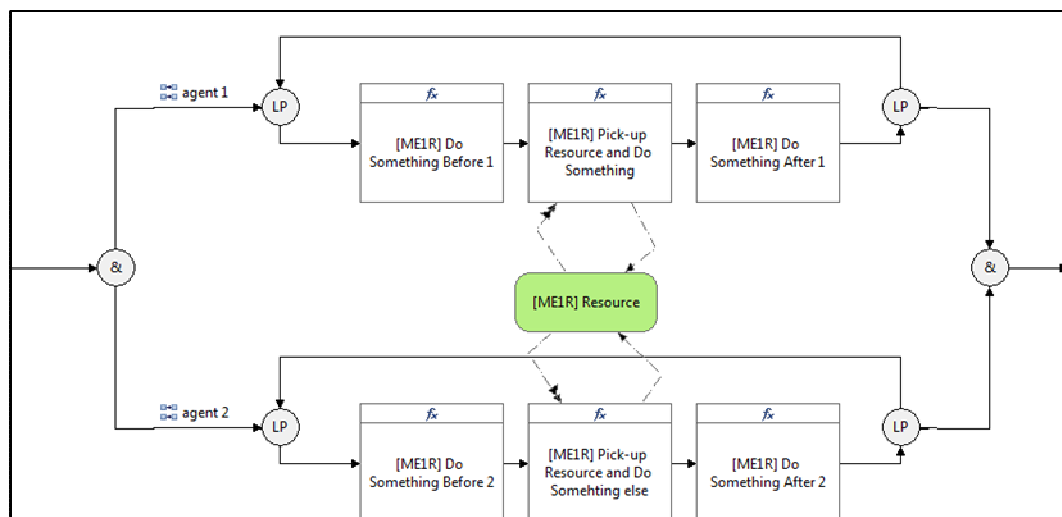 agent 1
LP
LP
fx
[ME1R] Do
Something Before 1
fx
[ME1R] Pick-up
Resource and Do
Something
fx
[ME1R] Do
Something After 1
&
&
[ME1R] Resource
agent 2
LP
LP
fx
[ME1R] Do
Something Before 2
fx
[ME1R] Pick-up
Resource and Do
Somehting else
fx
[ME1R] Do
Something After 2